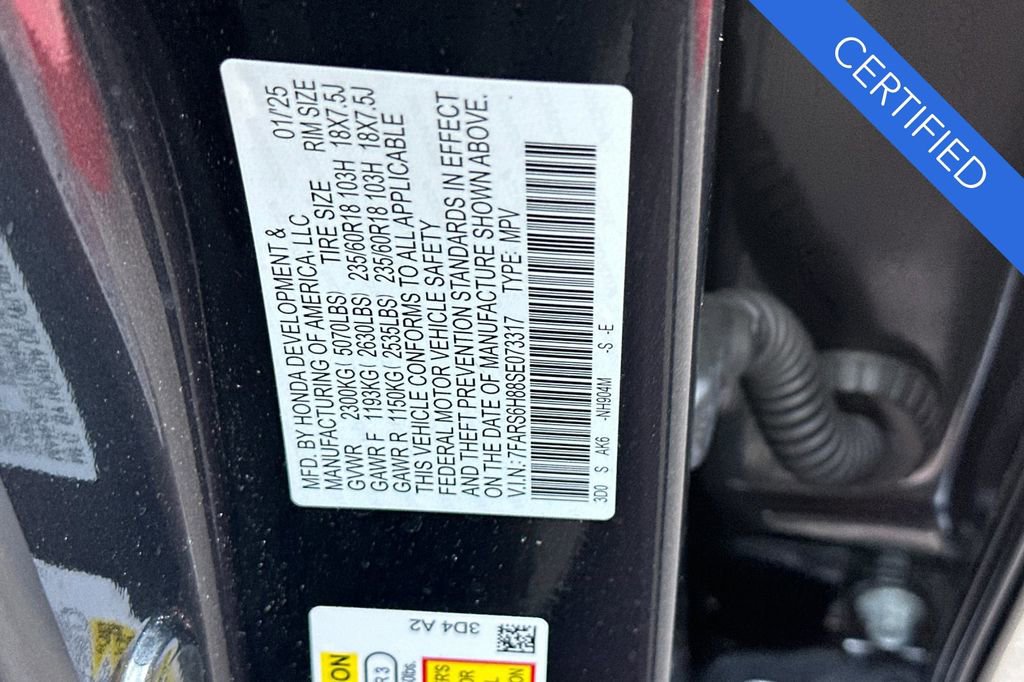 CERTIFIED
MFD. BY HONDA DEVELOPMENT &
MANUFACTURING OF AMERICA, LLC 01/'25
TIRE SIZE RIM SIZE
GVWR 2300KG( 5070LBS) 235/60R18 103H 18X7.5J
GAWR F 1193KG( 2630LBS) 235/60R18 103H 18X7.5J
GAWR R 1150KG( 2535LBS)
THIS VEHICLE CONFORMS TO ALL APPLICABLE
FEDERAL MOTOR VEHICLE SAFETY
AND THEFT PREVENTION STANDARDS IN EFFECT
ON THE DATE OF MANUFACTURE SHOWN ABOVE.
V.I.N.: 7FARS6H88SE073317 TYPE: MPV
3D0 S AK6 -NH904M -S -E
3D4 A2